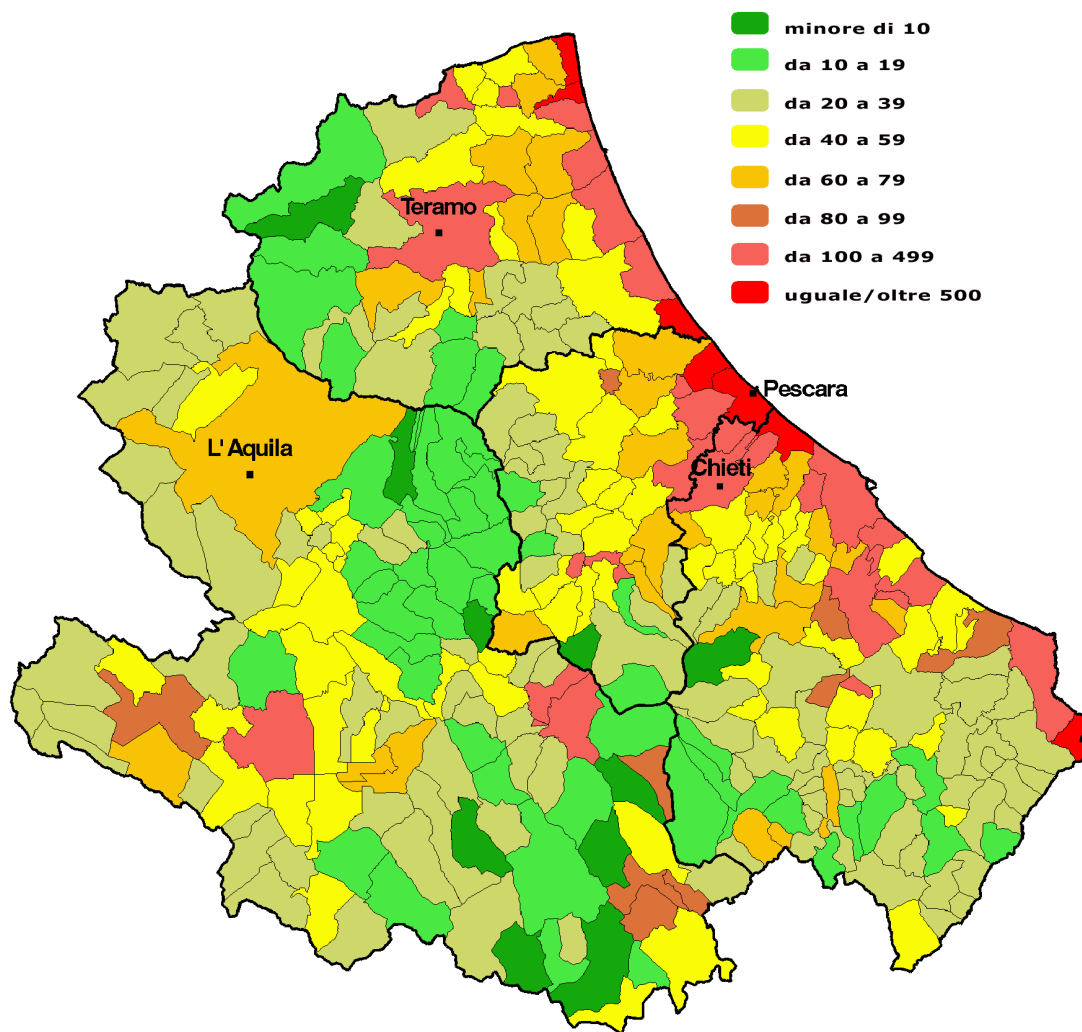 minore di 10
da 10 a 19
da 20 a 39
da 40 a 59
da 60 a 79
da 80 a 99
da 100 a 499
uguale/oltre 500
Teramo
Pescara
L'Aquila
Chieti